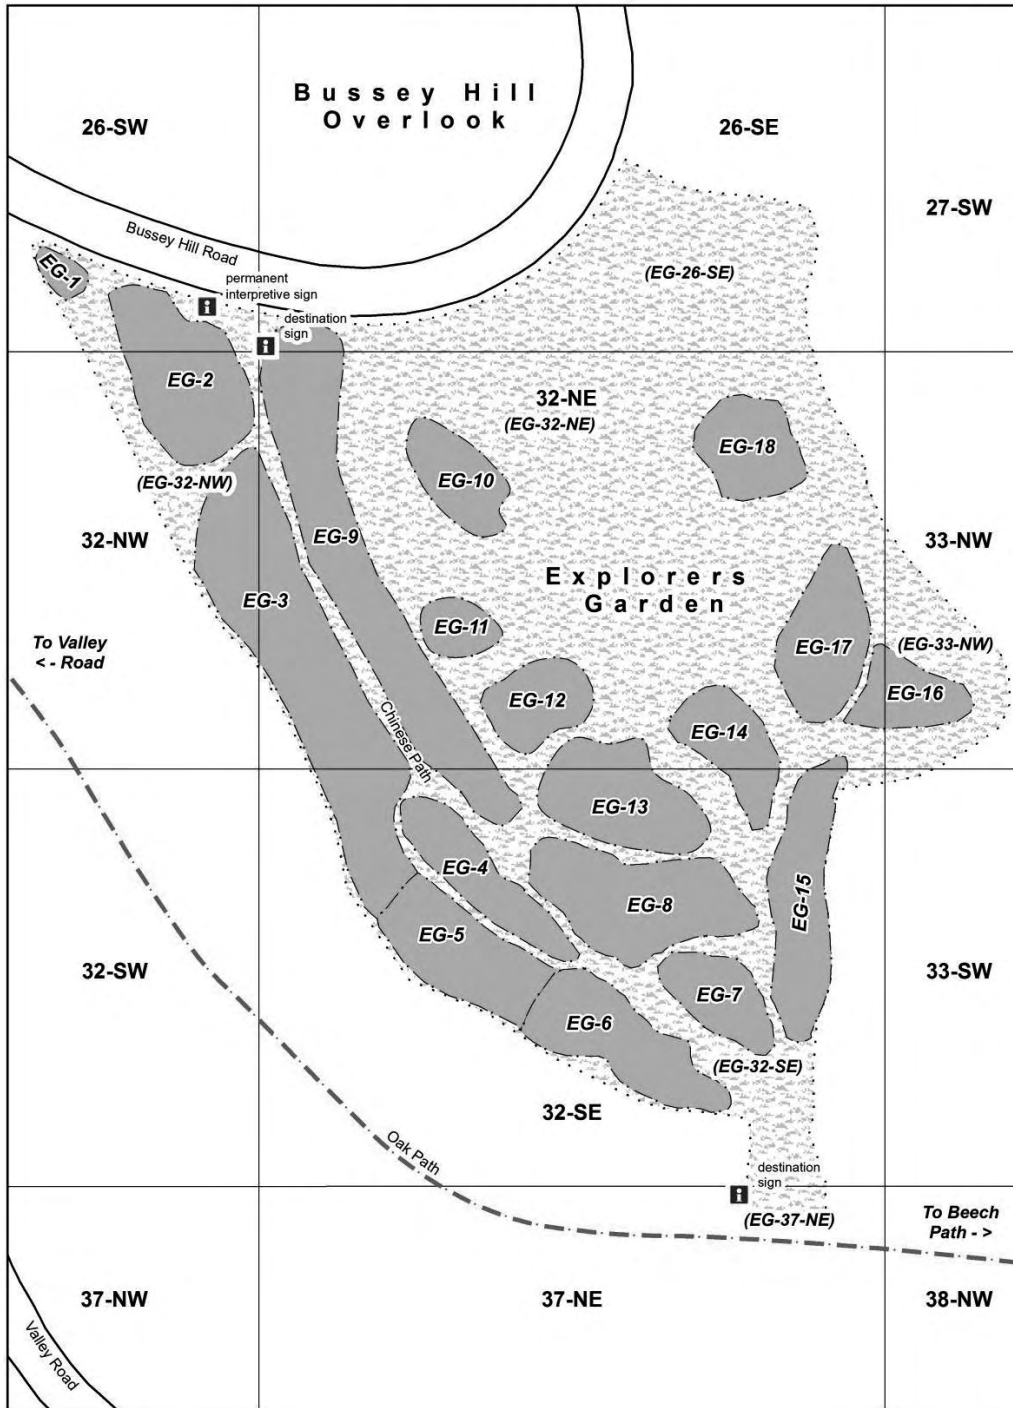 Bussey Hill
Overlook
26-SW
26-SE
27-SW
Bussey Hill Road
(EG-26-SE)
EG-1
permanent
interpretive sign
destination
sign
EG-2
32-NE
(EG-32-NE)
EG-18
EG-10
(EG-32-NW)
32-NW
EG-9
33-NW
Explorers
Garden
EG-3
EG-11
To Valley
<- Road
EG-17
(EG-33-NW)
EG-16
EG-12
Chinese Path
EG-14
EG-13
EG-4
EG-8
EG-15
EG-5
32-SW
33-SW
EG-7
EG-6
(EG-32-SE)
32-SE
Oak Path
destination
sign
(EG-37-NE)
To Beech
Path ->
37-NW
37-NE
38-NW
Valley Road